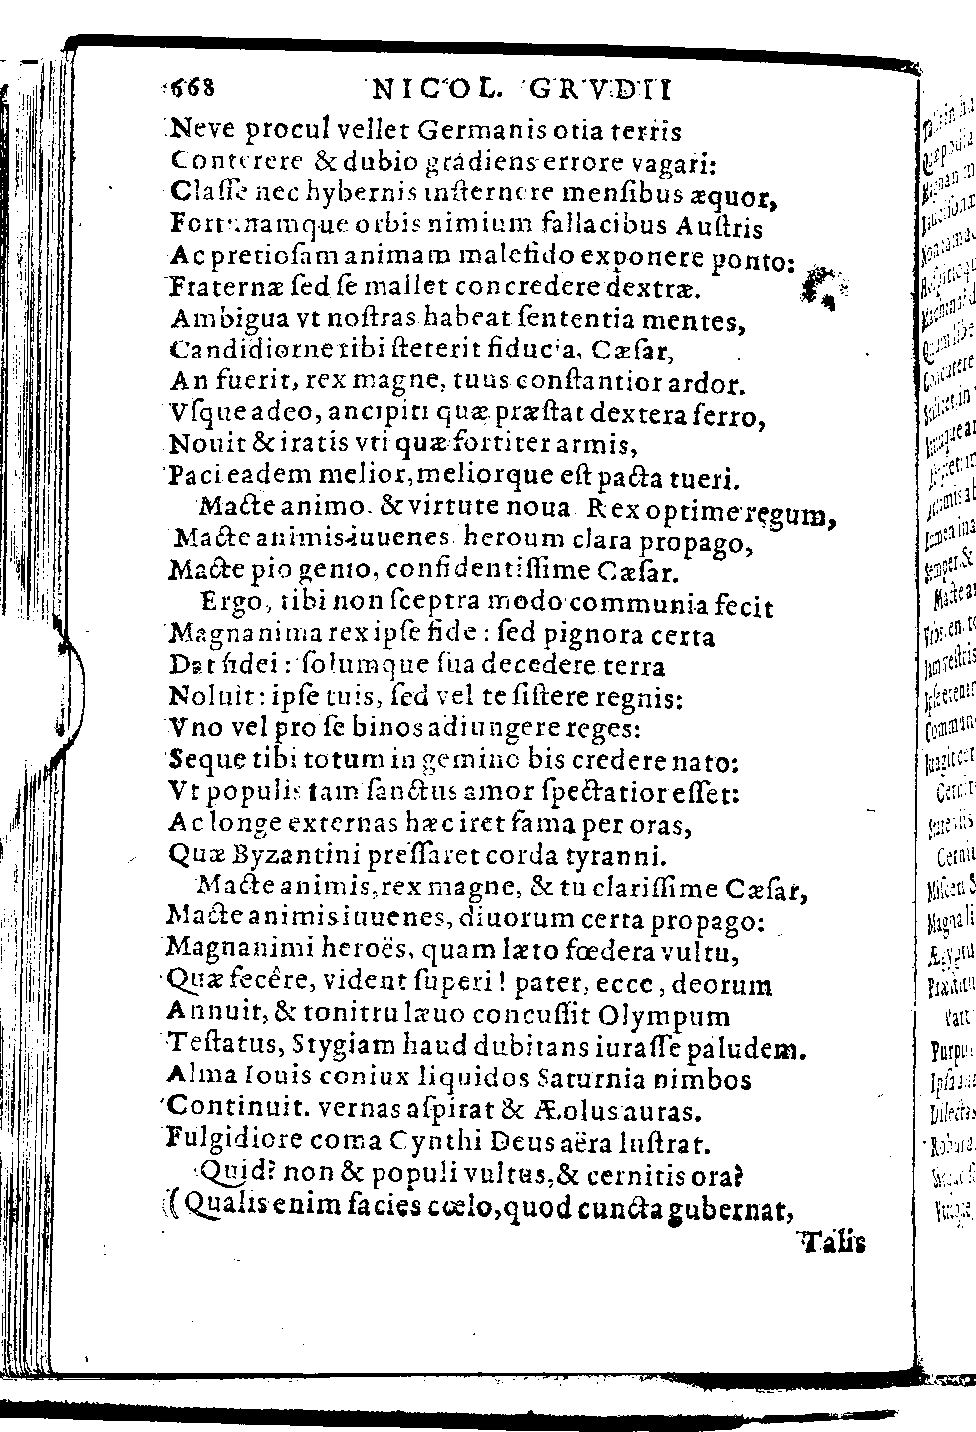 668 NICOL. GRVDII
Neve procul vellet Germanis otia terris
Conterere & dubio gradiens errore vagari:
Claſſe nec hybernis inſternere menſibus æquor,
Fortunamque orbis nimium fallacibus Auſtris
Ac pretioſam animam malefido exponere ponto:
Fraternæ ſed ſe mallet concredere dextræ.
Ambigua vt noſtras habeat ſententia mentes,
Candidior ne tibi ſteterit fiducia, Cæſar,
An fuerit, rex magne, tuus conſtantior ardor.
Vſque adeo, ancipiti quæ præſtat dextera ferro,
Nouit & iratis vti quæ fortiter armis,
Paci eadem melior, meliorque eſt pacta tueri.
Macte animo. & virtute noua Rex optime regum,
Macte animis iuuenes heroum clara propago,
Macte pio genio, confidentiſſime Cæſar.
Ergo, tibi non ſceptra modo communia fecit
Magnanima rex ipſe fide: ſed pignora certa
Dat fidei: ſolumque ſua decedere terra
Noluit: ipſe tuis, ſed vel te ſiſtere regnis:
Vno vel pro ſe binos adiungere reges:
Seque tibi totum in gemino bis credere nato:
Vt populis tam ſanctus amor ſpectatior eſſet:
Ac longe externas hæc iret fama per oras,
Quæ Byzantini preſſaret corda tyranni.
Macte animis, rex magne, & tu clariſſime Cæſar,
Macte animis iuuenes, diuorum certa propago:
Magnanimi heroës, quam læto fœdera vultu,
Quæ fecêre, vident ſuperi! pater, ecce, deorum
Annuit, & tonitru læuo concuſſit Olympum
Teſtatus, Stygiam haud dubitans iuraſſe paludem.
Alma Iouis coniux liquidos Saturnia nimbos
Continuit. vernas aſpirat & Æolus auras.
Fulgidiore coma Cynthi Deus aëra luſtrat.
Quid? non & populi vultus, & cernitis ora?
(Qualis enim facies cœlo, quod cuncta gubernat,
Talis